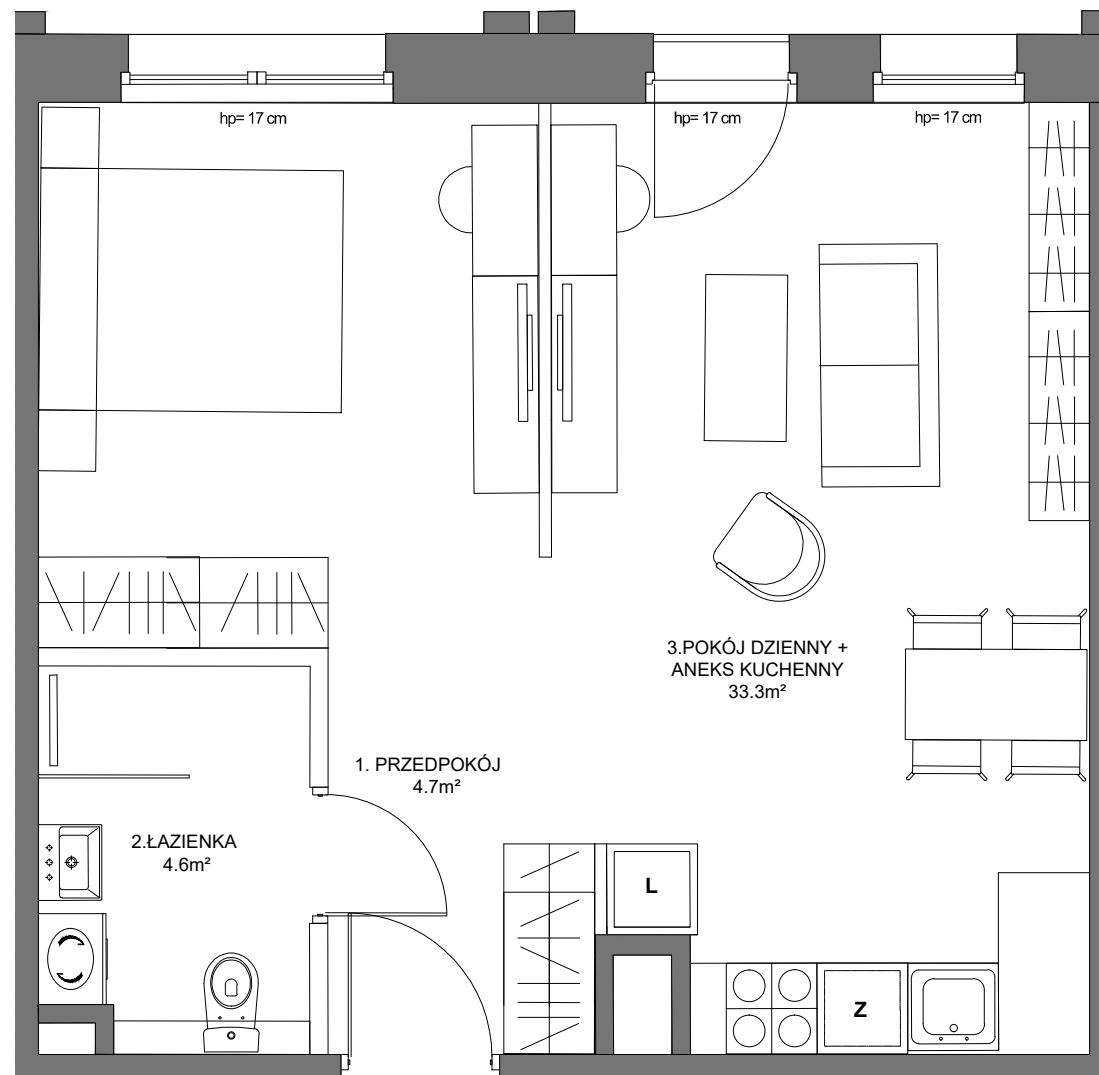 hp= 17 cm
hp= 17 cm
hp= 17 cm
3.POKÓJ DZIENNY +
ANEKS KUCHENNY
33.3m²
1. PRZEDPOKÓJ
4.7m²
2.ŁAZIENKA
4.6m²
L
Z